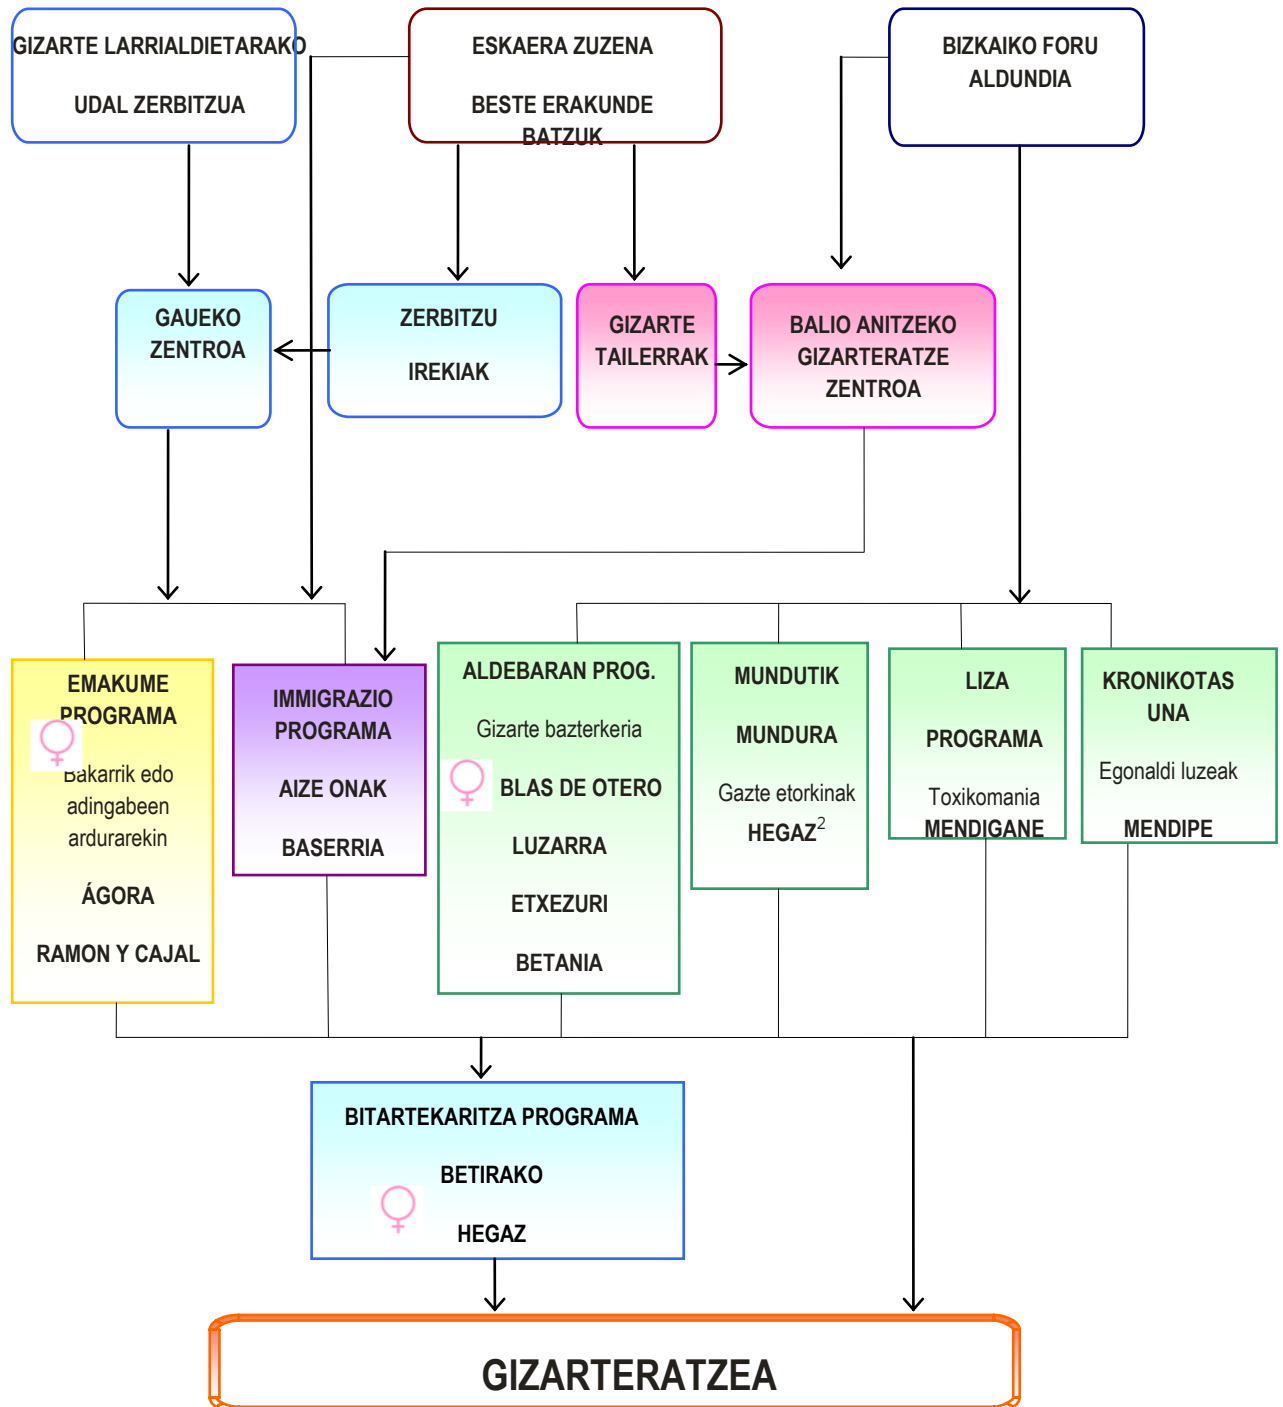 GIZARTE LARRIALDIETARAKO
UDAL ZERBITZUA
ESKAERA ZUZENA
BESTE ERAKUNDE
BATZUK
BIZKAIKO FORU
ALDUNDIA
GAUEKO
ZENTROA
ZERBITZU
IREKIAK
GIZARTE
TAILERRAK
BALIO ANITZEKO
GIZARTERATZE
ZENTROA
EMAKUME
PROGRAMA
Bakarrik edo
adingabeen
ardurarekin
ÁGORA
RAMON Y CAJAL
IMMIGRAZIO
PROGRAMA
AIZE ONAK
BASERRIA
ALDEBARAN PROG.
Gizarte bazterkeria
BLAS DE OTERO
LUZARRA
ETXEZURI
BETANIA
MUNDUTIK
MUNDURA
Gazte etorkinak
HEGAZ²
LIZA
PROGRAMA
Toxikomania
MENDIGANE
KRONIKOTAS
UNA
Egonaldi luzeak
MENDIPE
BITARTEKARITZA PROGRAMA
BETIRAKO
HEGAZ
GIZARTERATZEA